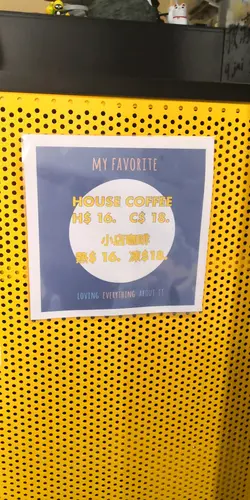 MY FAVORITE
HOUSE COFFEE
H$ 16. C$ 18.
小店咖啡
熱$ 16. 凍$18.
LOVING EVERYTHING ABOUT IT